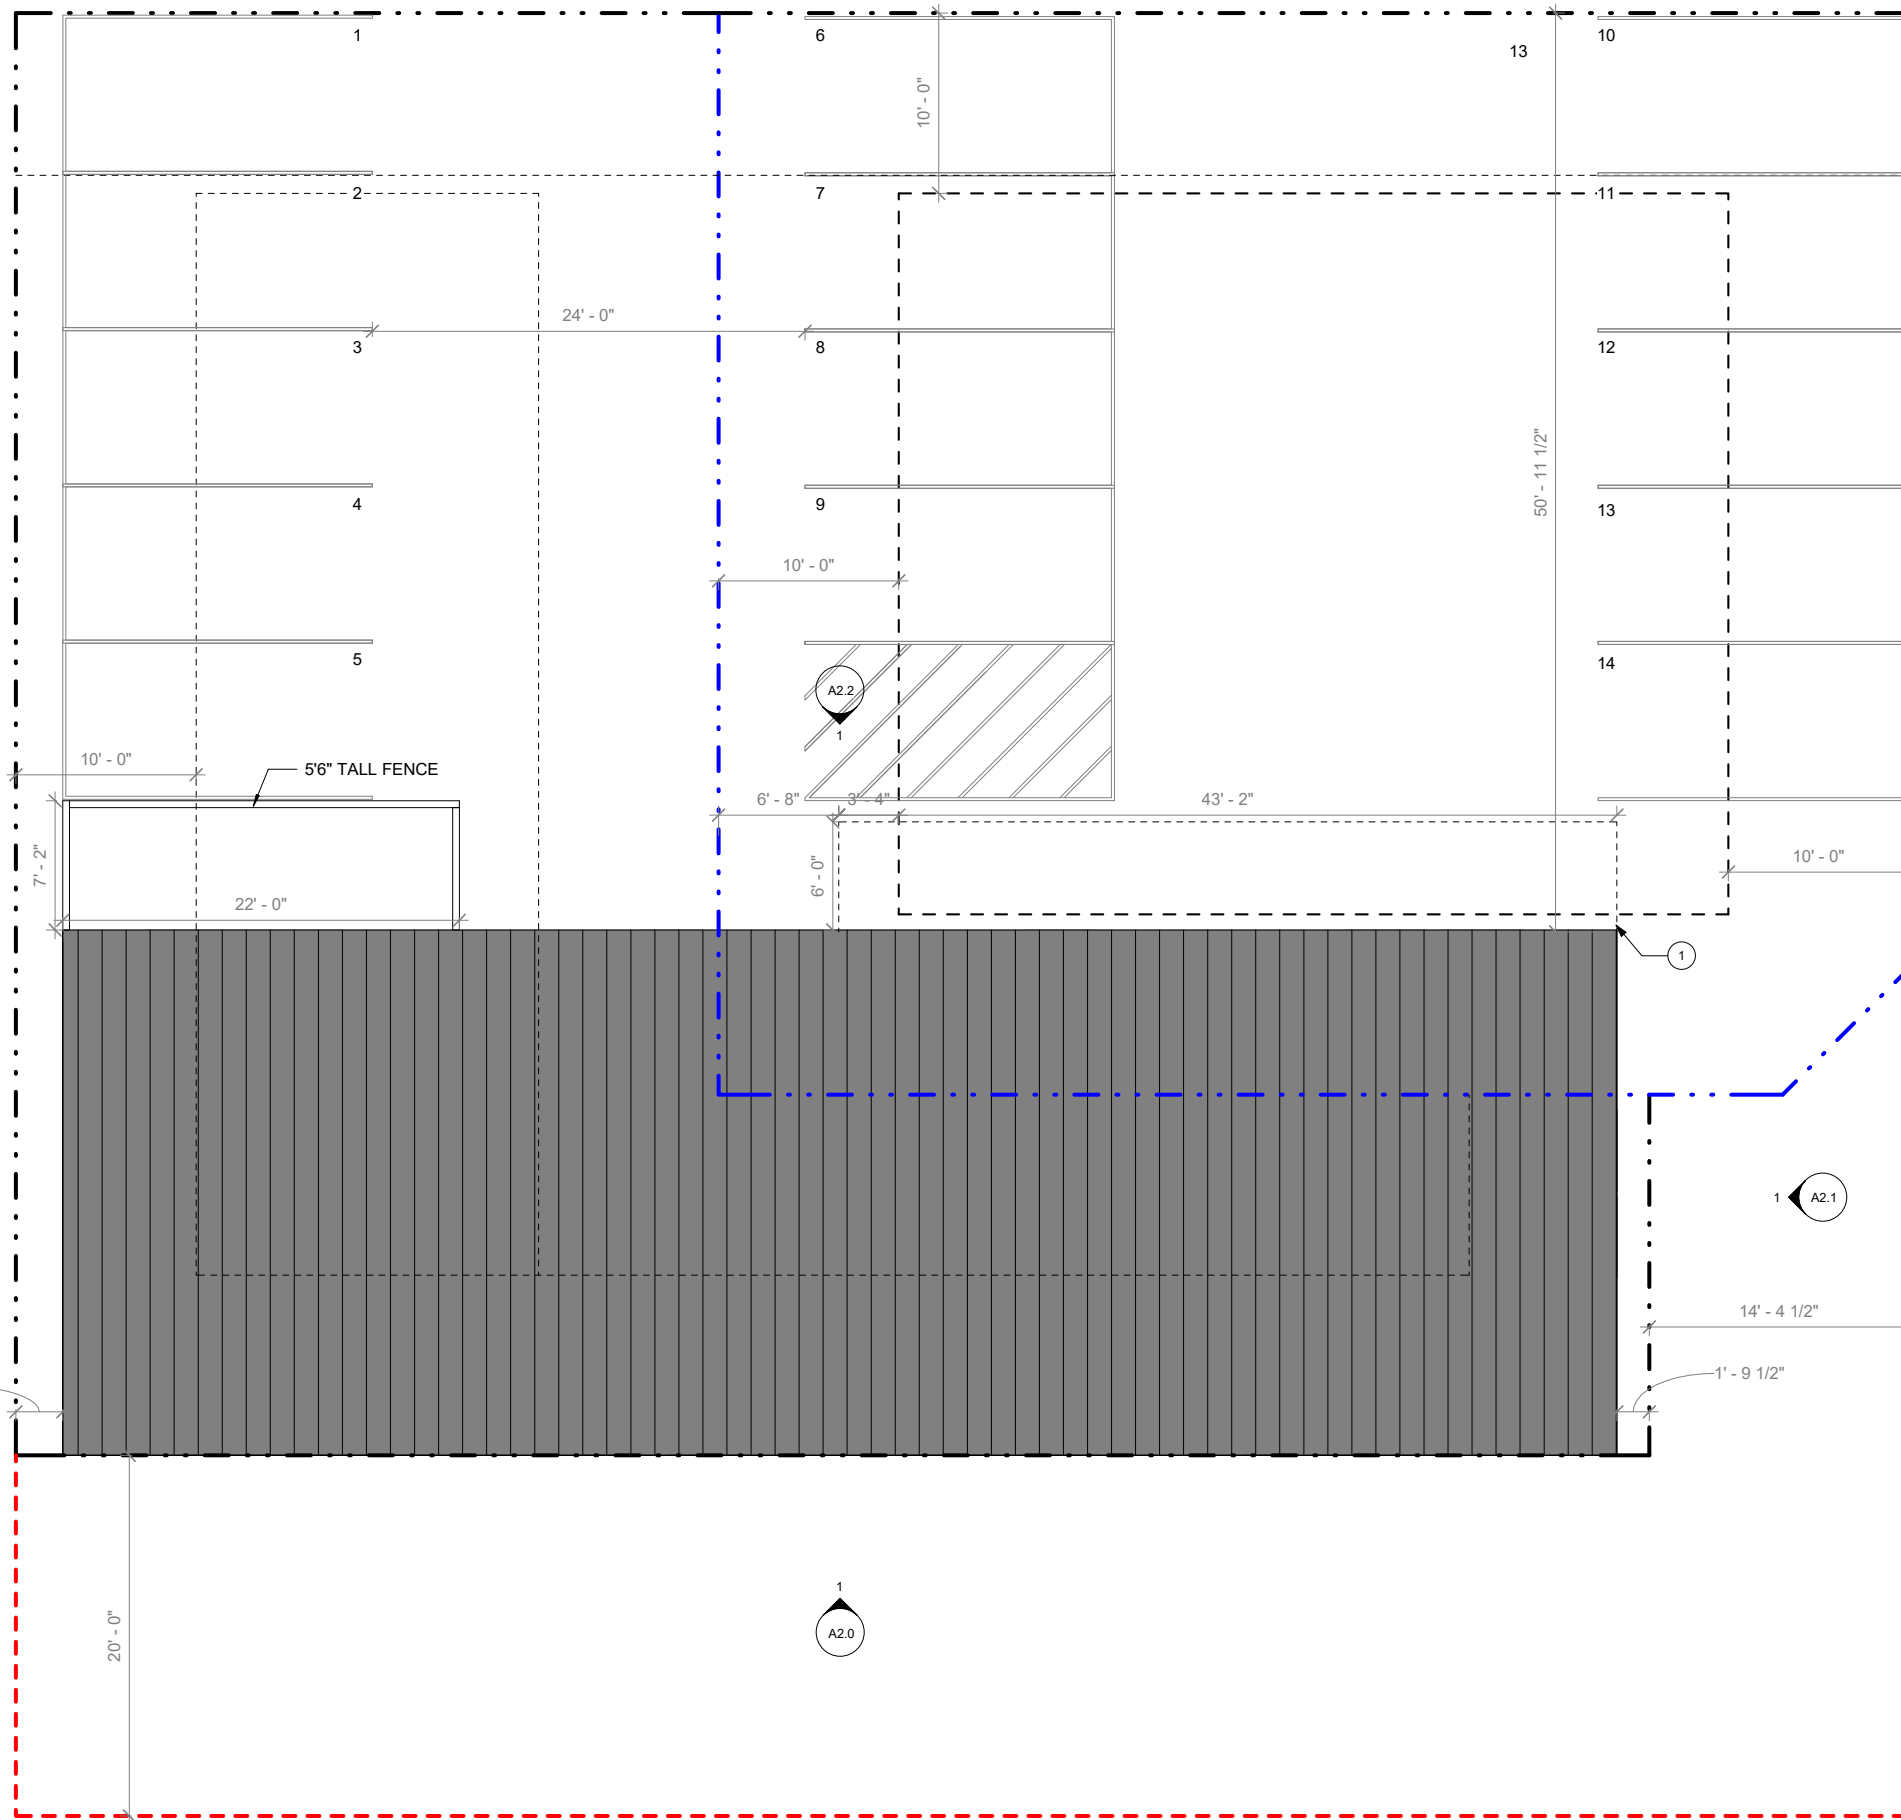 1
6
13
10
10' - 0"
2
7
11
24' - 0"
3
8
12
50' - 11 1/2"
4
9
13
10' - 0"
5
14
A2.2
1
10' - 0"
5'6" TALL FENCE
6' - 8"
3' - 4"
43' - 2"
7' - 2"
6' - 0"
10' - 0"
22' - 0"
1
1
A2.1
14' - 4 1/2"
1' - 9 1/2"
1
A2.0
20' - 0"